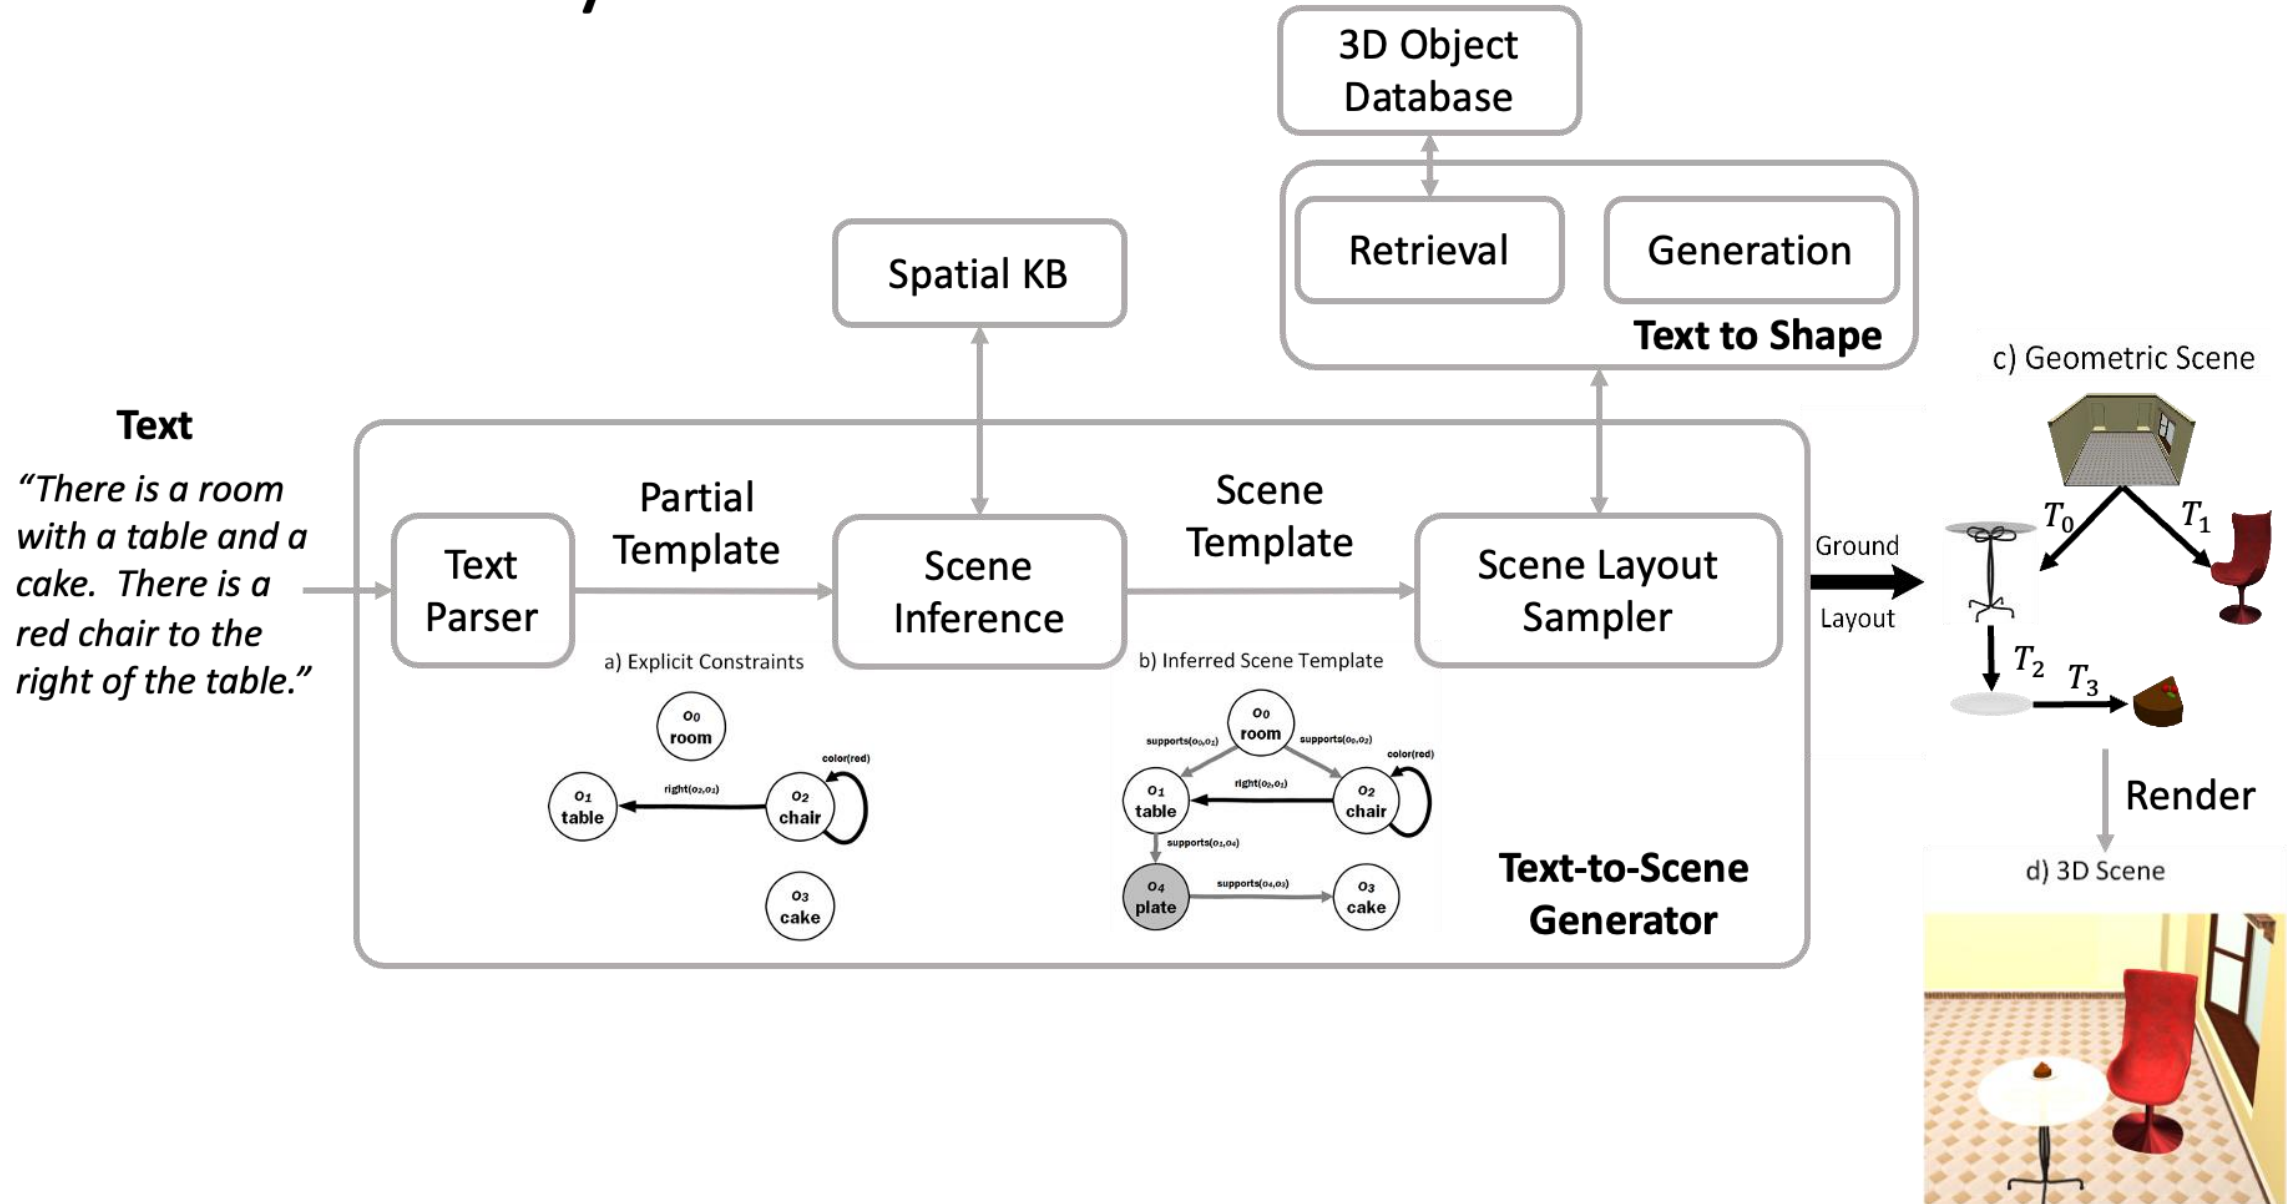 3D Object
Database
Retrieval
Generation
Text to Shape
Spatial KB
Text
“There is a room
with a table and a
cake.  There is a
red chair to the
right of the table.”
Text
Parser
Partial
Template
Scene
Inference
Scene
Template
Scene Layout
Sampler
Ground
Layout
a) Explicit Constraints
o₀
room
o₁
table
right(o₂,o₁)
o₂
chair
color(red)
o₃
cake
b) Inferred Scene Template
o₀
room
supports(o₀,o₁)
supports(o₀,o₂)
o₁
table
right(o₂,o₁)
o₂
chair
color(red)
supports(o₁,o₄)
o₄
plate
supports(o₄,o₃)
o₃
cake
Text-to-Scene
Generator
c) Geometric Scene
T₀
T₁
T₂
T₃
Render
d) 3D Scene